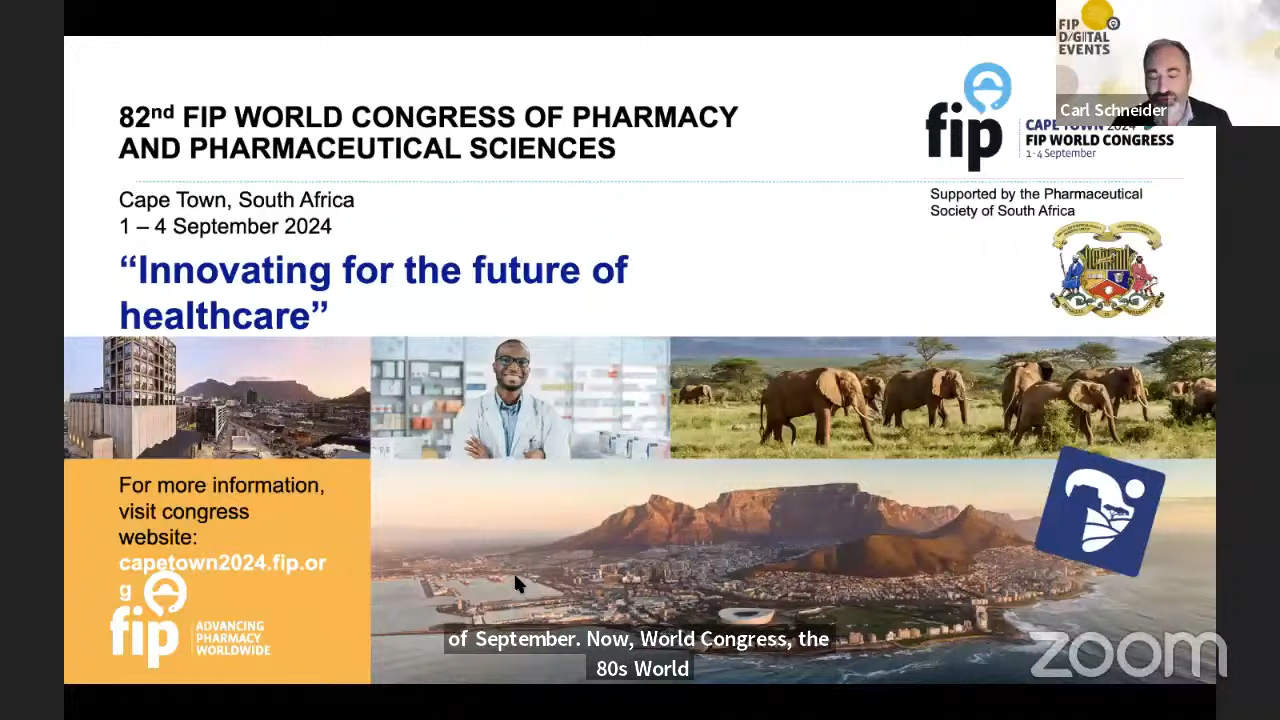 82nd FIP WORLD CONGRESS OF PHARMACY
AND PHARMACEUTICAL SCIENCES
Cape Town, South Africa
1 – 4 September 2024
“Innovating for the future of
healthcare”
fip
CAPE TOWN 2024
FIP WORLD CONGRESS
1-4 September
Supported by the Pharmaceutical
Society of South Africa
FIP
DIGITAL
EVENTS
Carl Schneider
For more information,
visit congress
website:
capetown2024.fip.or
g
fip
ADVANCING
PHARMACY
WORLDWIDE
of September. Now, World Congress, the
80s World
zoom